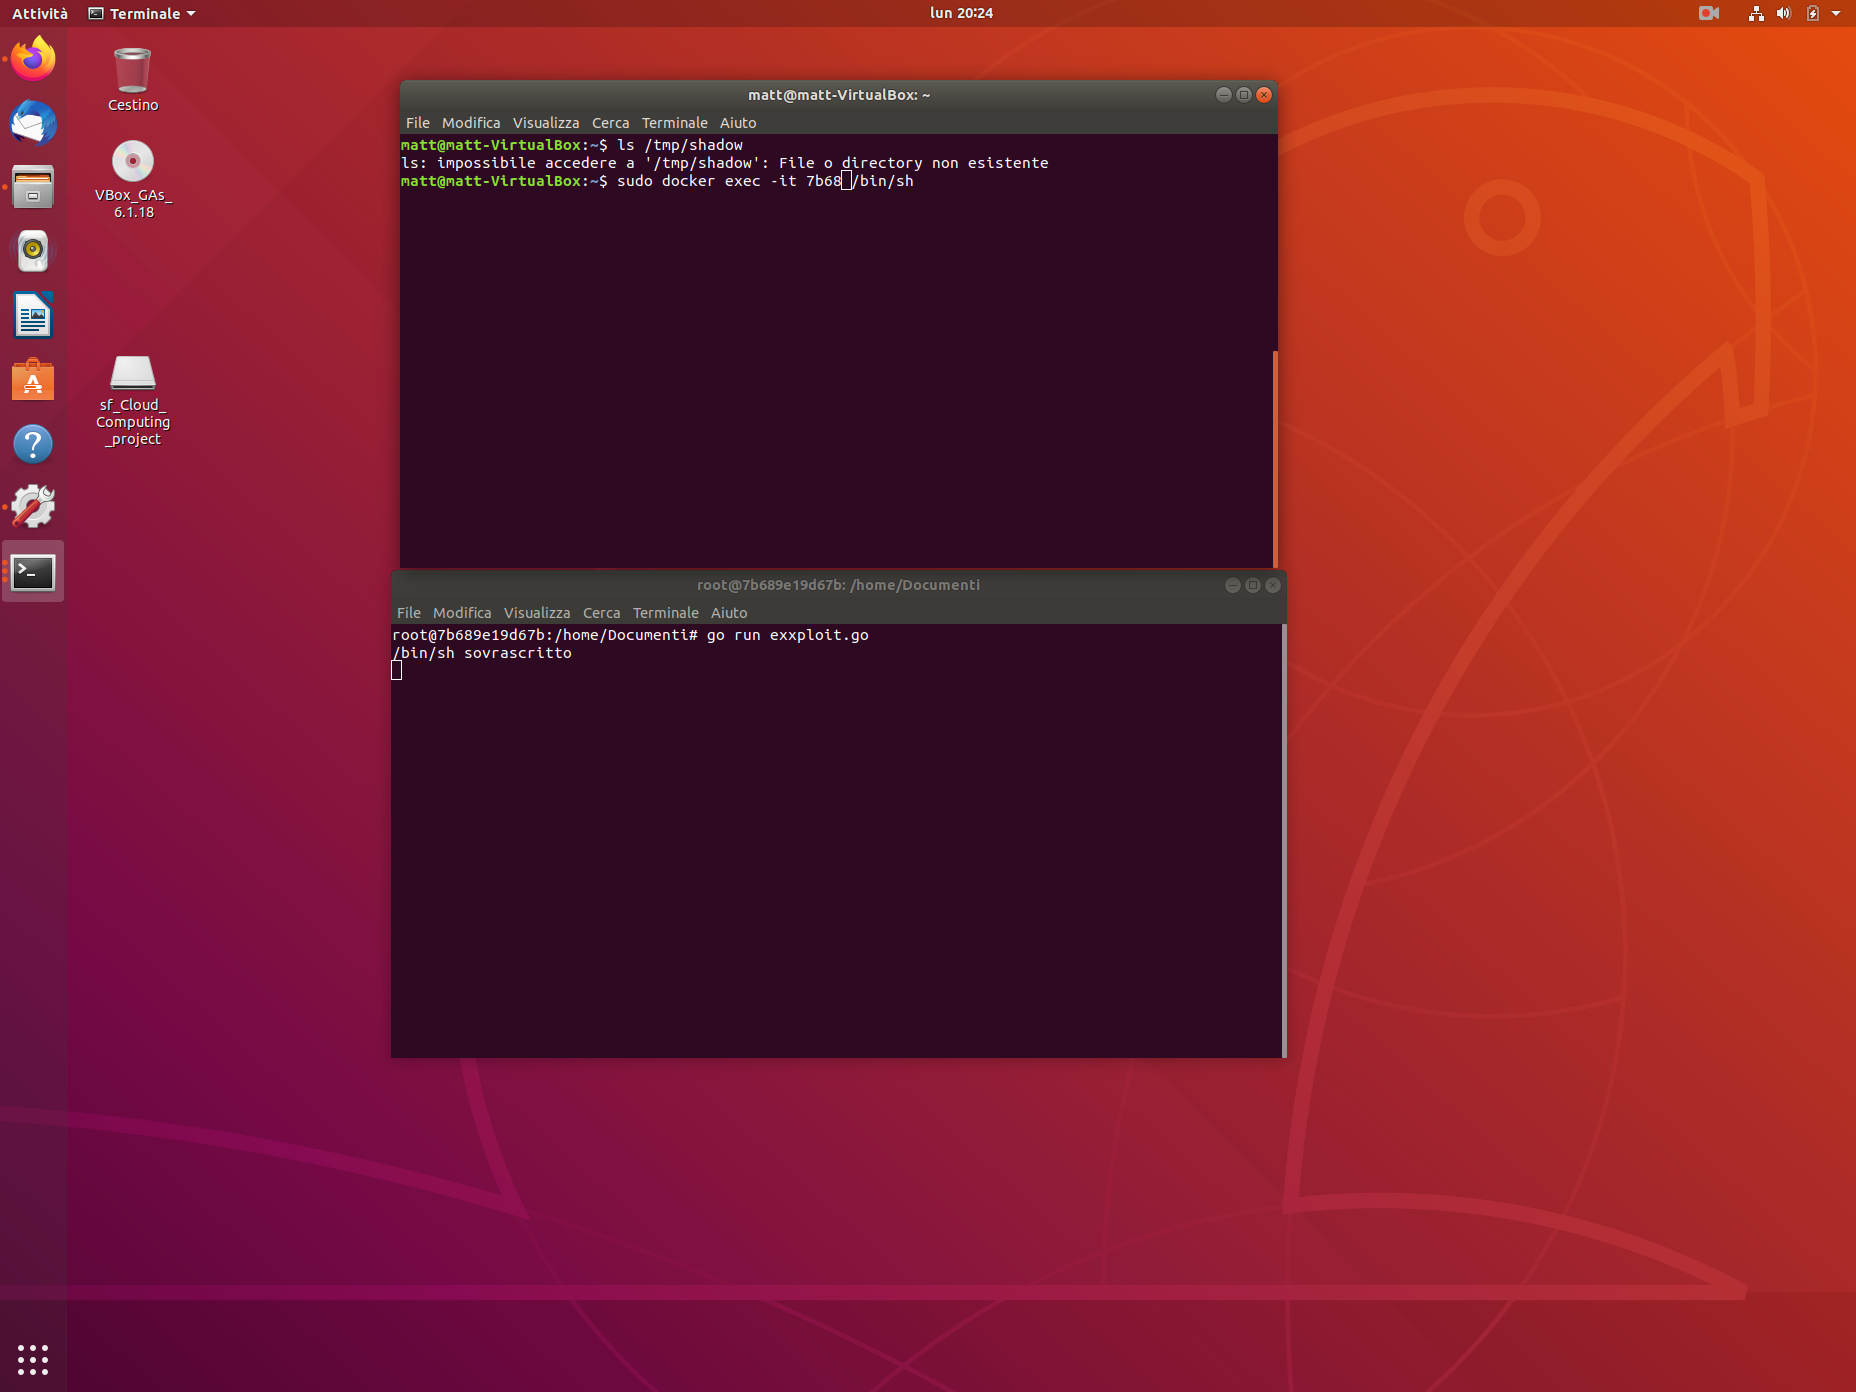 Attività Terminale lun 20:24
Cestino
VBox_GAs_
6.1.18
sf_Cloud_
Computing
_project
matt@matt-VirtualBox: ~
File Modifica Visualizza Cerca Terminale Aiuto
matt@matt-VirtualBox:~$ ls /tmp/shadow
ls: impossibile accedere a '/tmp/shadow': File o directory non esistente
matt@matt-VirtualBox:~$ sudo docker exec -it 7b68 /bin/sh
root@7b689e19d67b: /home/Documenti
File Modifica Visualizza Cerca Terminale Aiuto
root@7b689e19d67b:/home/Documenti# go run exxploit.go
/bin/sh sovrascritto